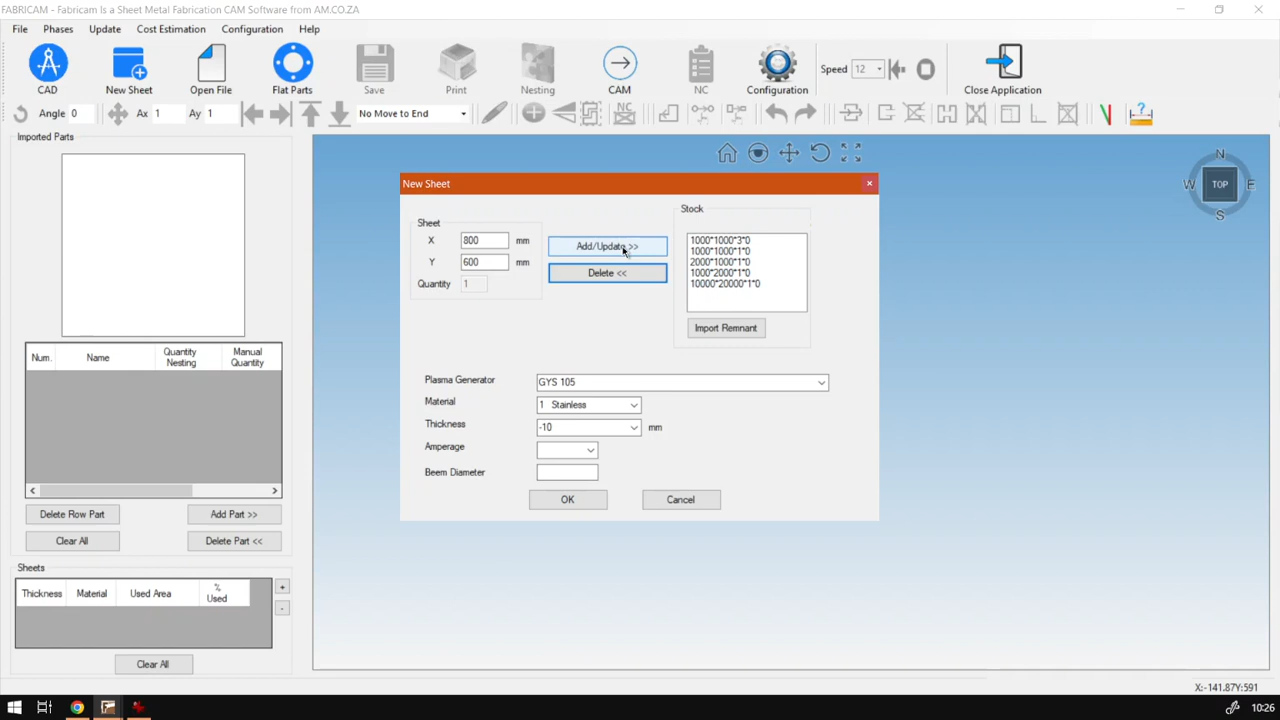 FABRICAM - Fabricam Is a Sheet Metal Fabrication CAM Software from AM.CO.ZA
File Phases Update Cost Estimation Configuration Help
CAD New Sheet Open File Flat Parts Save Print Nesting CAM NC Configuration Speed 12 Close Application
Angle 0 Ax 1 Ay 1 No Move to End NC
Imported Parts
N
W TOP E
S
New Sheet
Sheet
X 800 mm
Y 600 mm
Quantity 1
Add/Update >>
Delete <<
Stock
1000*1000*3*0
1000*1000*1*0
2000*1000*1*0
1000*2000*1*0
10000*20000*1*0
Import Remnant
Plasma Generator GYS 105
Material 1 Stainless
Thickness -10 mm
Amperage
Beem Diameter
OK Cancel
Num. Name Quantity Nesting Manual Quantity
Delete Row Part Add Part >>
Clear All Delete Part <<
Sheets
Thickness Material Used Area % Used
+
-
Clear All
X:-141.87Y:591
10:26